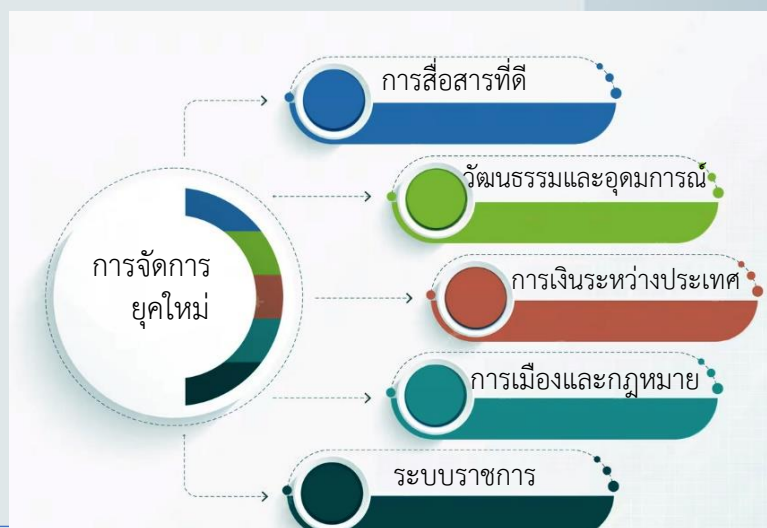 การสื่อสารที่ดี
วัฒนธรรมและอุดมการณ์
การจัดการ
ยุคใหม่
การเงินระหว่างประเทศ
การเมืองและกฎหมาย
ระบบราชการ